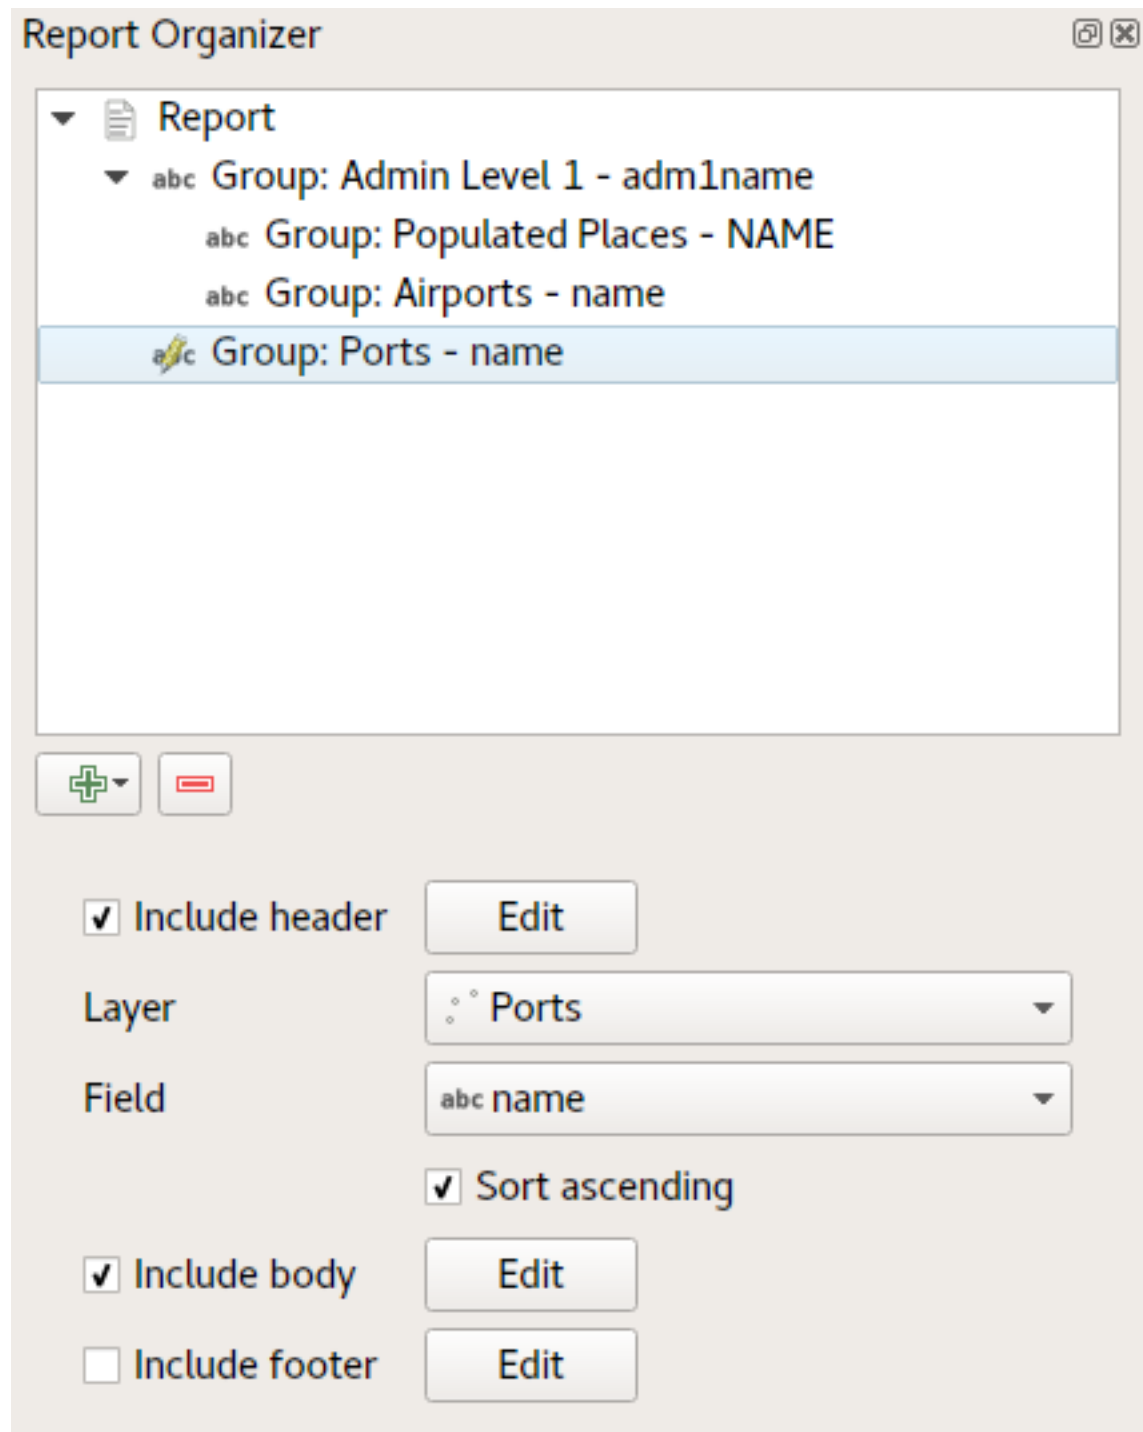 Report Organizer
Report
abc Group: Admin Level 1 - adm1name
abc Group: Populated Places - NAME
abc Group: Airports - name
abc Group: Ports - name
Include header Edit
Layer Ports
Field abc name
Sort ascending
Include body Edit
Include footer Edit